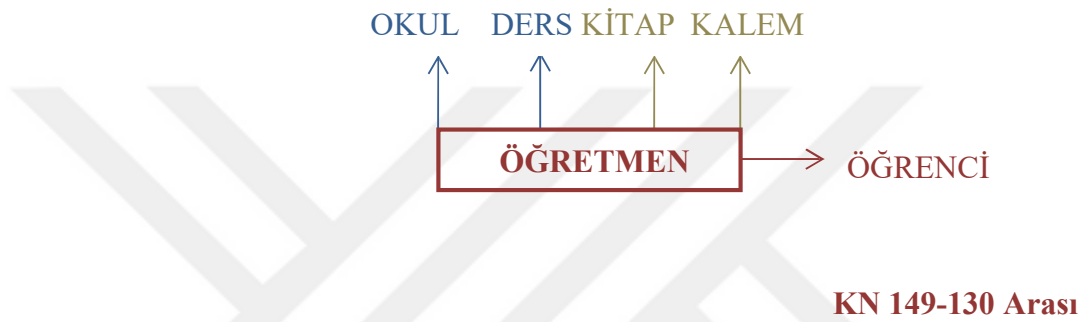 OKUL DERS KİTAP KALEM
ÖĞRETMEN
ÖĞRENCİ
KN 149-130 Arası